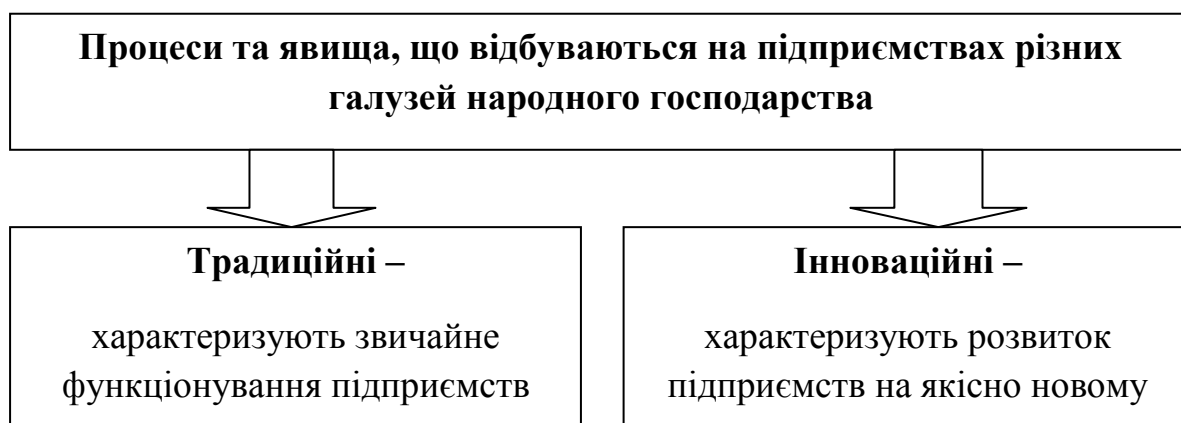 Процеси та явища, що відбуваються на підприємствах різних
галузей народного господарства
Традиційні –
характеризують звичайне
функціонування підприємств
Інноваційні –
характеризують розвиток
підприємств на якісно новому